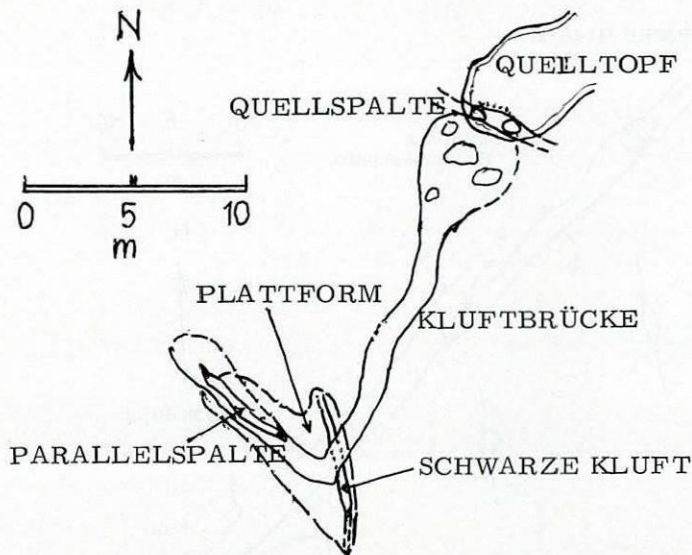 N
QUELLTOPF
QUELLSPALTE
0 5 10
m
PLATTFORM
KLUFTBRÜCKE
PARALLELSPALTE
SCHWARZE KLUFT